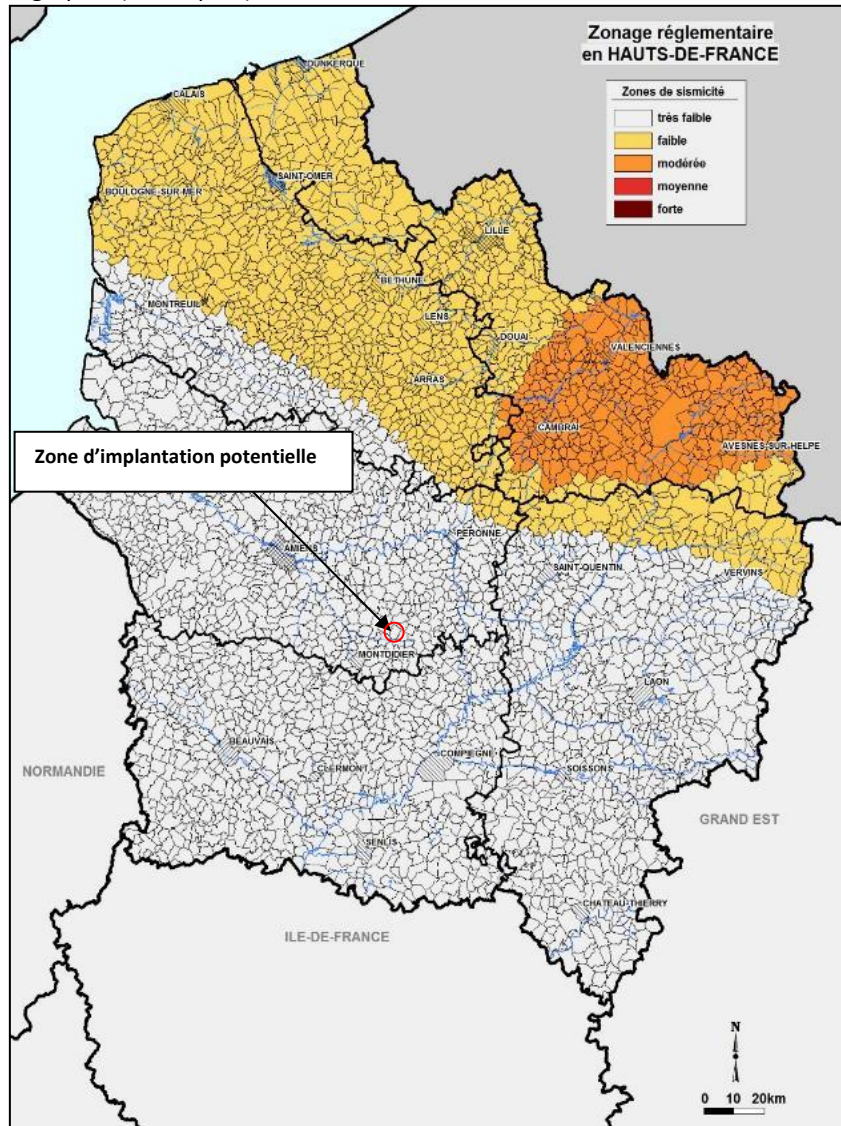 Zonage réglementaire
en HAUTS-DE-FRANCE
Zones de sismicité
très faible
faible
modérée
moyenne
forte
DUNKERQUE
CALAIS
SAINT-OMER
BOULOGNE-SUR-MER
LILLE
BETHUNE
MONTREUIL
LENS
DOUAI
VALENCIENNES
ARRAS
CAMBRAI
AVESNES-SUR-HELPE
Zone d'implantation potentielle
PERONNE
AMIENS
SAINT-QUENTIN
VERVINS
MONTDIDIER
LAON
BEAUVAIS
COMPIEGNE
NORMANDIE
CLERMONT
SOISSONS
GRAND EST
SENLIS
CHATEAU-THIERRY
ILE-DE-FRANCE
N
0 10 20km